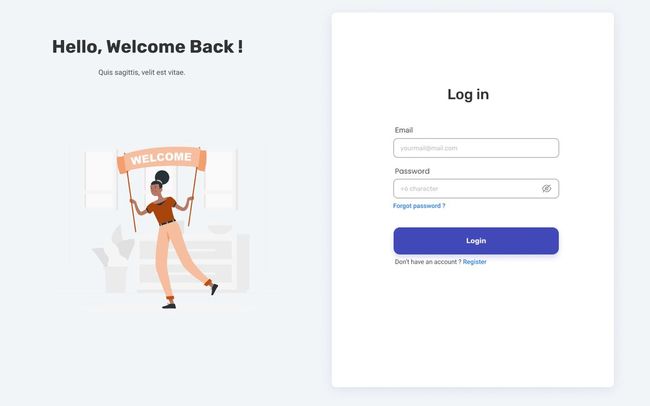 Hello, Welcome Back !
Quis sagittis, velit est vitae.
WELCOME
Log in
Email
yourmail@mail.com
Password
+6 character
Forgot password ?
Login
Don't have an account ? Register